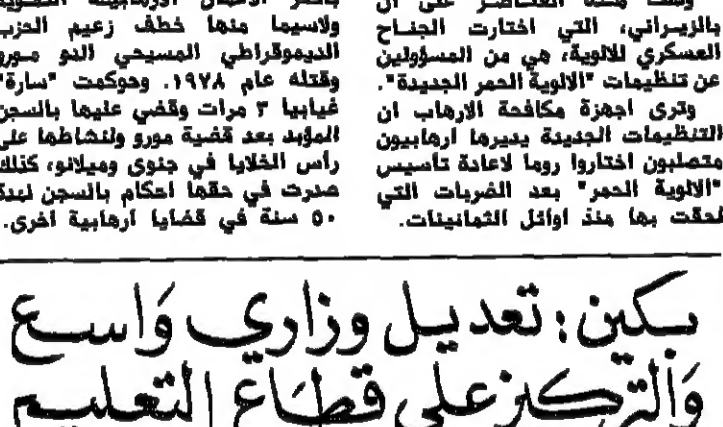 بالزيراني، التي اختارت الجناح
العسكري للالوية، هي من المسؤولين
عن تنظيمات "الالوية الحمر الجديدة".
وترى اجهزة مكافحة الارهاب ان
التنظيمات الجديدة يديرها ارهابيون
متصلبون اختاروا روما لاعادة تأسيس
"الالوية الحمر" بعد الضربات التي
لحقت بها منذ اوائل الثمانينات.
ولاسيما منها خطف زعيم الحزب
الديموقراطي المسيحي الدو مورو
وقتله عام ١٩٧٨. وحوكمت "سارة"
غيابيا ٣ مرات وقضي عليها بالسجن
المؤبد بعد قضية مورو ولنشاطها على
رأس الخلايا في جنوى وميلانو، كذلك
صدرت في حقها احكام بالسجن لمدة
٥٠ سنة في قضايا ارهابية اخرى.
بكين: تعديل وزاري واسع
والتركيز على قطاع التعليم